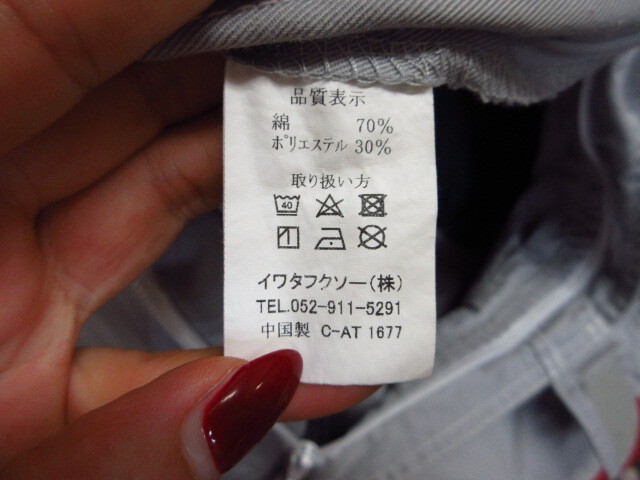 品質表示
綿 70%
ポリエステル 30%
取り扱い方
40
イワタフクソー(株)
TEL.052-911-5291
中国製 C-AT 1677